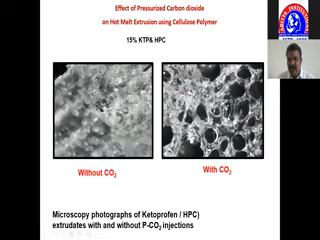 Effect of Pressurized Carbon dioxide
on Hot Melt Extrusion using Cellulose Polymer
15% KTP& HPC
Without CO2
With CO2
Microscopy photographs of Ketoprofen / HPC)
extrudates with and without P-CO2 injections